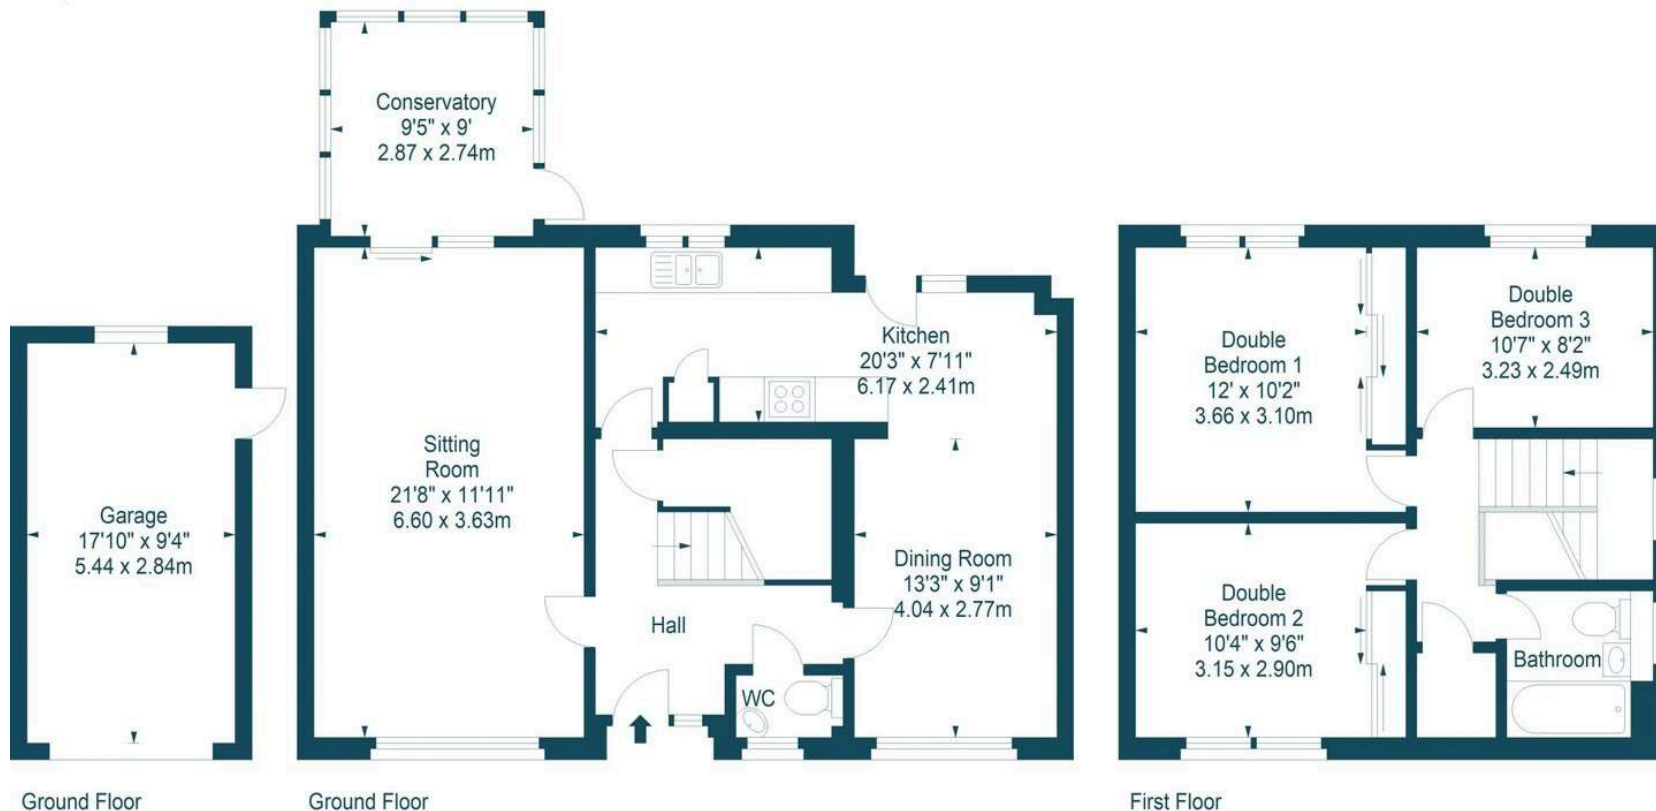 Conservatory
9'5" x 9'
2.87 x 2.74m
Kitchen
20'3" x 7'11"
6.17 x 2.41m
Sitting
Room
21'8" x 11'11"
6.60 x 3.63m
Garage
17'10" x 9'4"
5.44 x 2.84m
Dining Room
13'3" x 9'1"
4.04 x 2.77m
Hall
WC
Double
Bedroom 1
12' x 10'2"
3.66 x 3.10m
Double
Bedroom 3
10'7" x 8'2"
3.23 x 2.49m
Double
Bedroom 2
10'4" x 9'6"
3.15 x 2.90m
Bathroom
Ground Floor
Ground Floor
First Floor